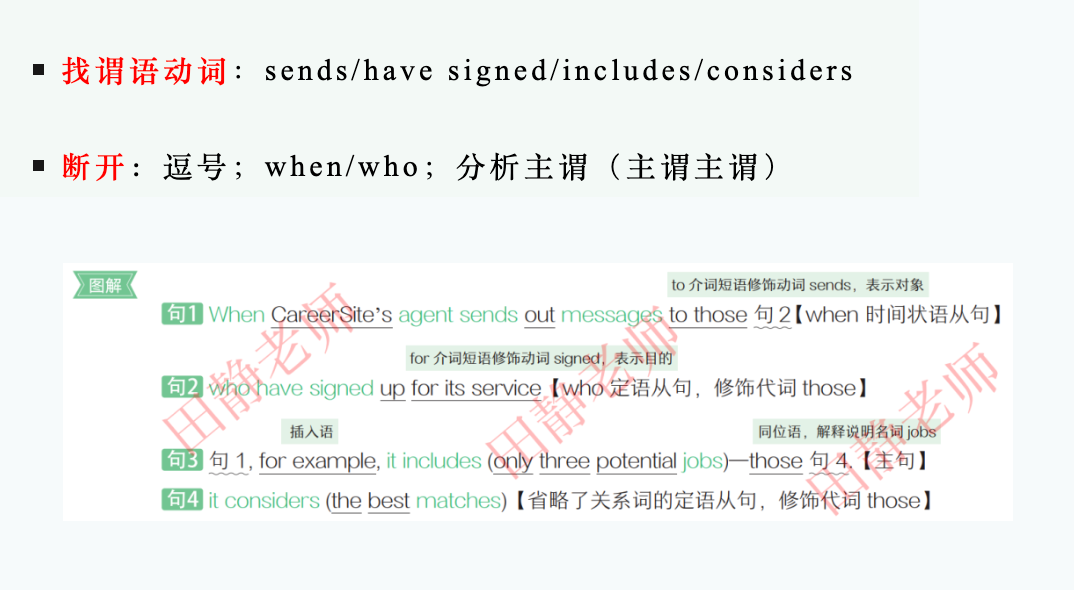 找谓语动词：sends/have signed/includes/considers
断开：逗号；when/who；分析主谓（主谓主谓）
图解
to 介词短语修饰动词 sends，表示对象
句1 When CareerSite's agent sends out messages to those 句 2【when 时间状语从句】
for 介词短语修饰动词 signed，表示目的
句2 who have signed up for its service【who 定语从句，修饰代词 those】
插入语
同位语，解释说明名词 jobs
句3 句 1, for example, it includes (only three potential jobs)—those 句 4.【主句】
句4 it considers (the best matches)【省略了关系词的定语从句，修饰代词 those】
田静老师
田静老师
田静老师